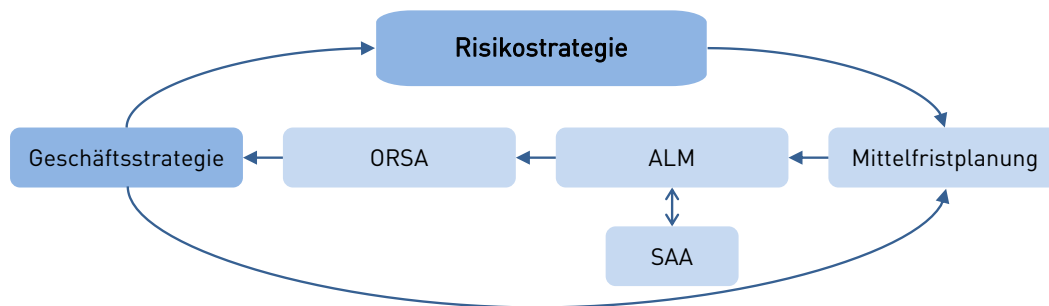 Risikostrategie
Geschäftsstrategie
ORSA
ALM
Mittelfristplanung
SAA